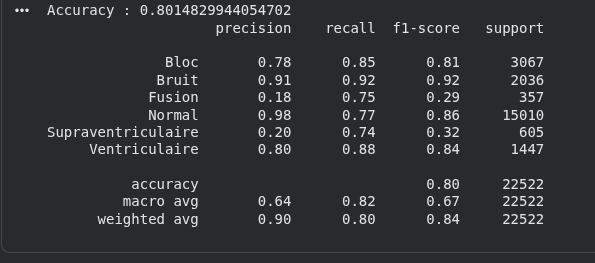 ••• Accuracy : 0.8014829944054702
precision recall f1-score support
Bloc 0.78 0.85 0.81 3067
Bruit 0.91 0.92 0.92 2036
Fusion 0.18 0.75 0.29 357
Normal 0.98 0.77 0.86 15010
Supraventriculaire 0.20 0.74 0.32 605
Ventriculaire 0.80 0.88 0.84 1447
accuracy 0.80 22522
macro avg 0.64 0.82 0.67 22522
weighted avg 0.90 0.80 0.84 22522